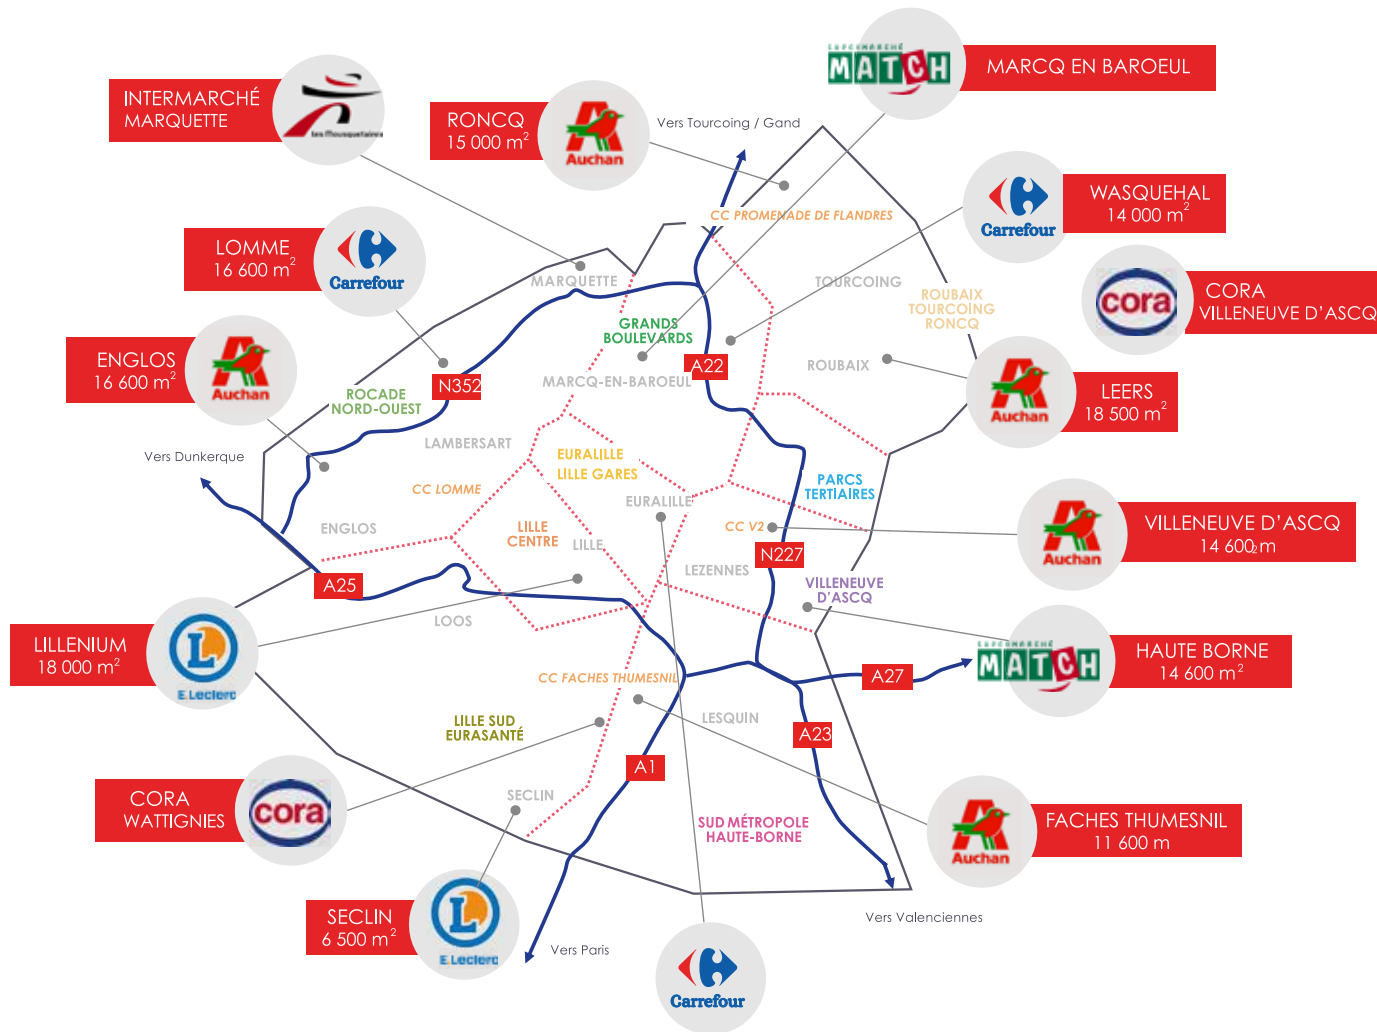 SUPERMARCHÉ
MATCH
MARCQ EN BAROEUL
INTERMARCHÉ
MARQUETTE
les Mousquetaires
RONCQ
15 000 m²
Auchan
Vers Tourcoing / Gand
Carrefour
WASQUEHAL
14 000 m²
CC PROMENADE DE FLANDRES
LOMME
16 600 m²
Carrefour
MARQUETTE
TOURCOING
ROUBAIX
TOURCOING
RONCQ
cora
CORA
VILLENEUVE D'ASCQ
GRANDS
BOULEVARDS
ENGLOS
16 600 m²
Auchan
N352
MARCQ-EN-BAROEUL
A22
ROUBAIX
Auchan
LEERS
18 500 m²
ROCADE
NORD-OUEST
LAMBERSART
Vers Dunkerque
EURALILLE
LILLE GARES
CC LOMME
PARCS
TERTIAIRES
EURALILLE
ENGLOS
LILLE
CENTRE
LILLE
CC V2
Auchan
VILLENEUVE D'ASCQ
14 600 2 m
N227
LEZENNES
A25
VILLENEUVE
D'ASCQ
LOOS
LILLENIUM
18 000 m²
E.Leclerc
SUPERMARCHÉ
MATCH
HAUTE BORNE
14 600 m²
CC FACHES THUMESNIL
A27
LILLE SUD
EURASANTÉ
LESQUIN
A23
A1
CORA
WATTIGNIES
cora
SECLIN
SUD MÉTROPOLE
HAUTE-BORNE
Auchan
FACHES THUMESNIL
11 600 m
SECLIN
6 500 m²
E.Leclerc
Vers Paris
Vers Valenciennes
Carrefour